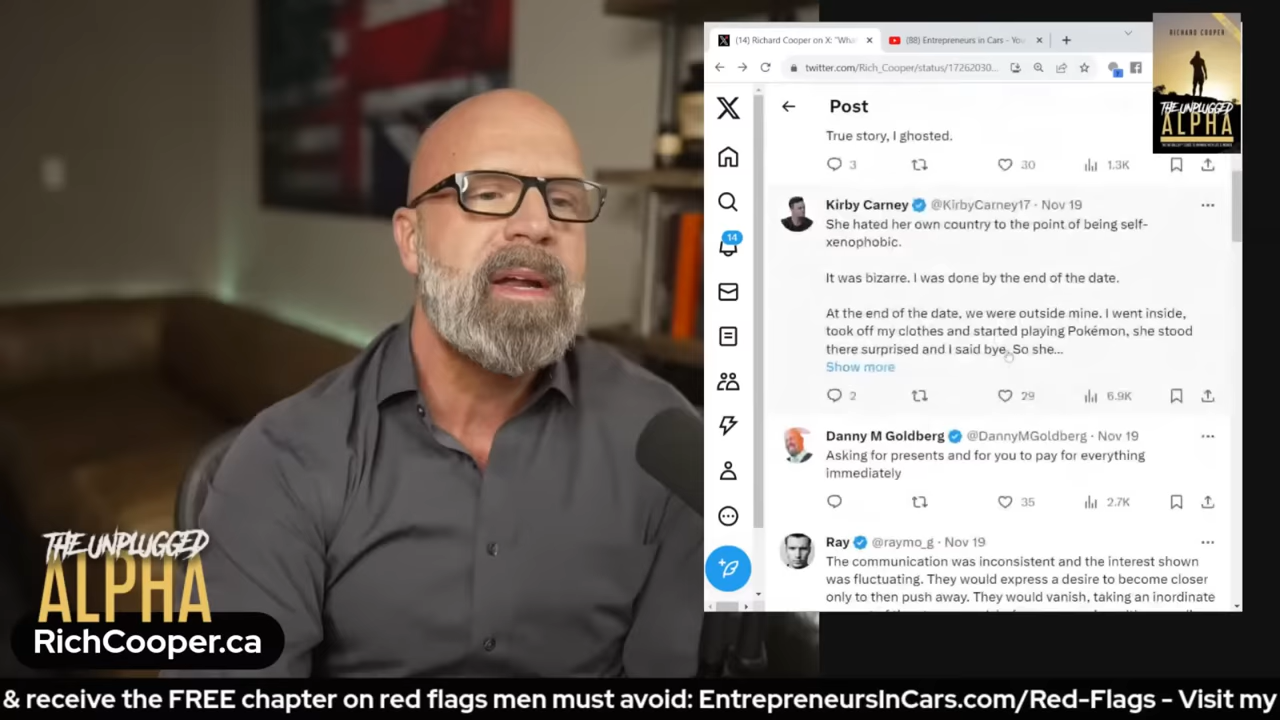 (14) Richard Cooper on X: "Wha
(88) Entrepreneurs in Cars - You
twitter.com/Rich_Cooper/status/17262030...
RICHARD COOPER
THE UNPLUGGED
ALPHA
Post
True story, I ghosted.
3 30 1.3K
Kirby Carney @KirbyCarney17 · Nov 19
She hated her own country to the point of being self-
xenophobic.
It was bizarre. I was done by the end of the date.
At the end of the date, we were outside mine. I went inside,
took off my clothes and started playing Pokémon, she stood
there surprised and I said bye. So she...
Show more
2 29 6.9K
14
Danny M Goldberg @DannyMGoldberg · Nov 19
Asking for presents and for you to pay for everything
immediately
35 2.7K
Ray @raymo_g · Nov 19
The communication was inconsistent and the interest shown
was fluctuating. They would express a desire to become closer
only to then push away. They would vanish, taking an inordinate
THE UNPLUGGED
ALPHA
RichCooper.ca
& receive the FREE chapter on red flags men must avoid: EntrepreneursInCars.com/Red-Flags - Visit my